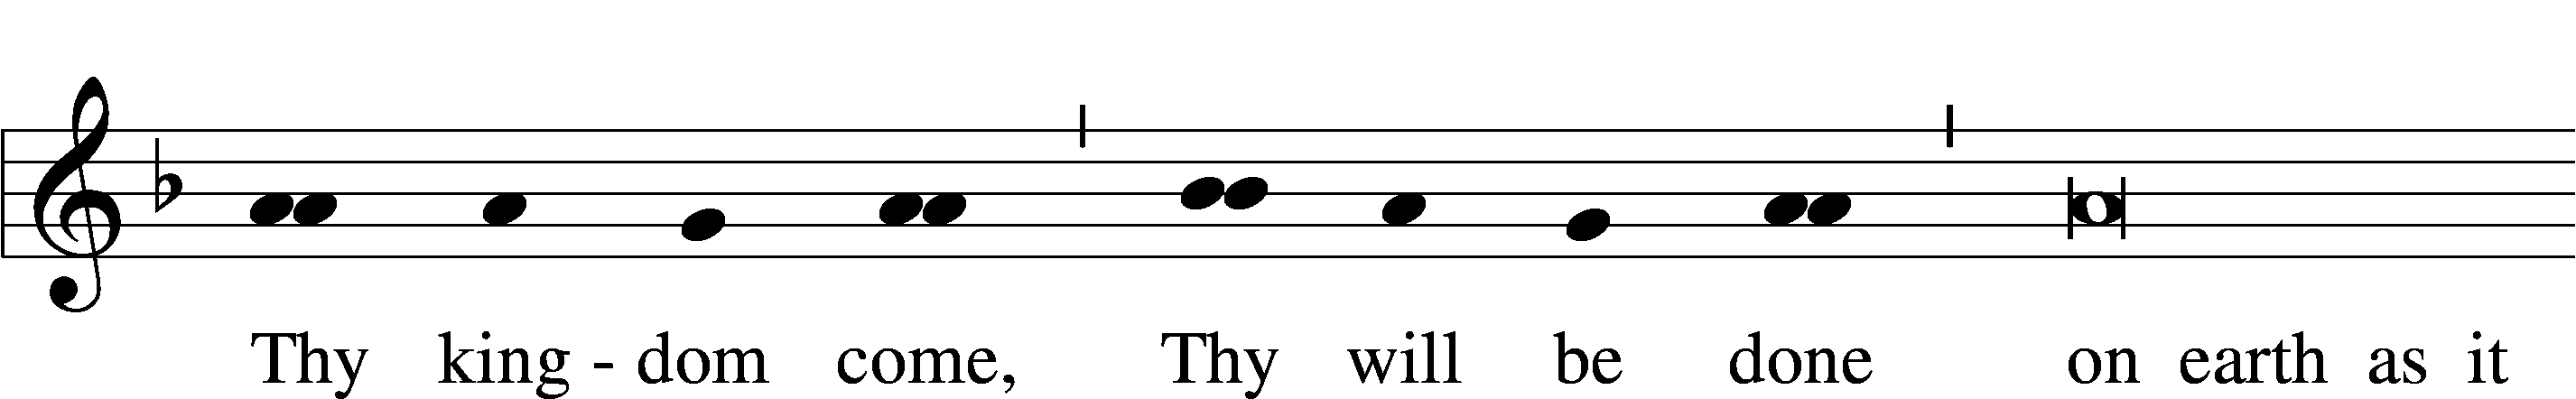 Thy king - dom come, Thy will be done on earth as it